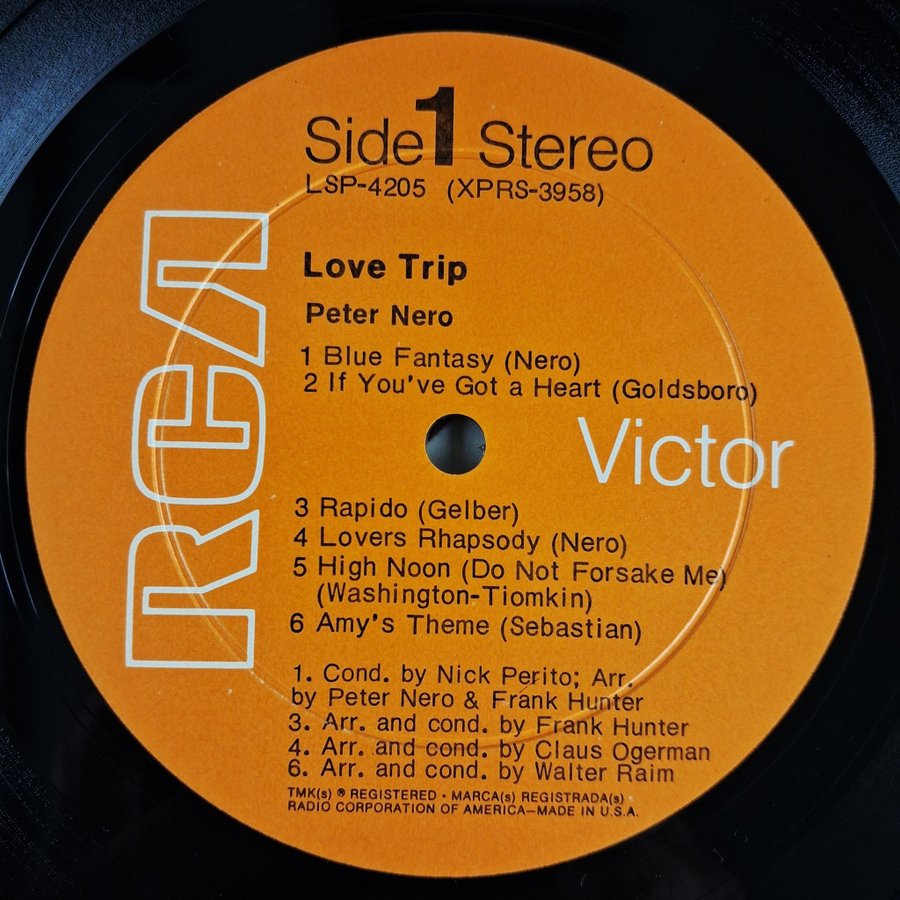 Side 1 Stereo
LSP-4205 (XPRS-3958)
RCA
Love Trip
Peter Nero
1 Blue Fantasy (Nero)
2 If You've Got a Heart (Goldsboro)
Victor
3 Rapido (Gelber)
4 Lovers Rhapsody (Nero)
5 High Noon (Do Not Forsake Me)
(Washington-Tiomkin)
6 Amy's Theme (Sebastian)
1. Cond. by Nick Perito; Arr.
by Peter Nero & Frank Hunter
3. Arr. and cond. by Frank Hunter
4. Arr. and cond. by Claus Ogerman
6. Arr. and cond. by Walter Raim
TMK(s) ® REGISTERED • MARCA(s) REGISTRADA(s)
RADIO CORPORATION OF AMERICA—MADE IN U.S.A.